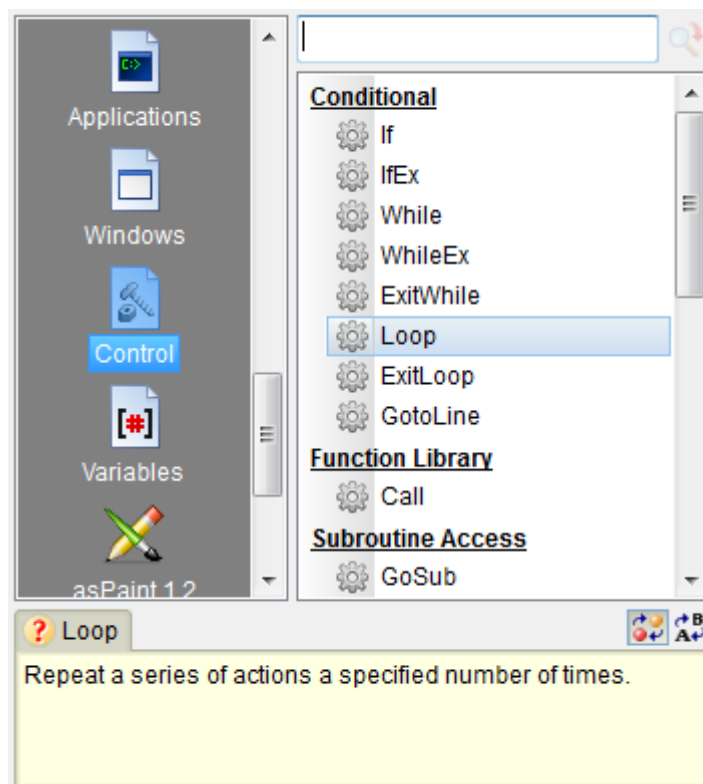 Applications
Windows
Control
[#]
Variables
asPaint 1.2
Conditional
If
IfEx
While
WhileEx
ExitWhile
Loop
ExitLoop
GotoLine
Function Library
Call
Subroutine Access
GoSub
? Loop
A B
Repeat a series of actions a specified number of times.